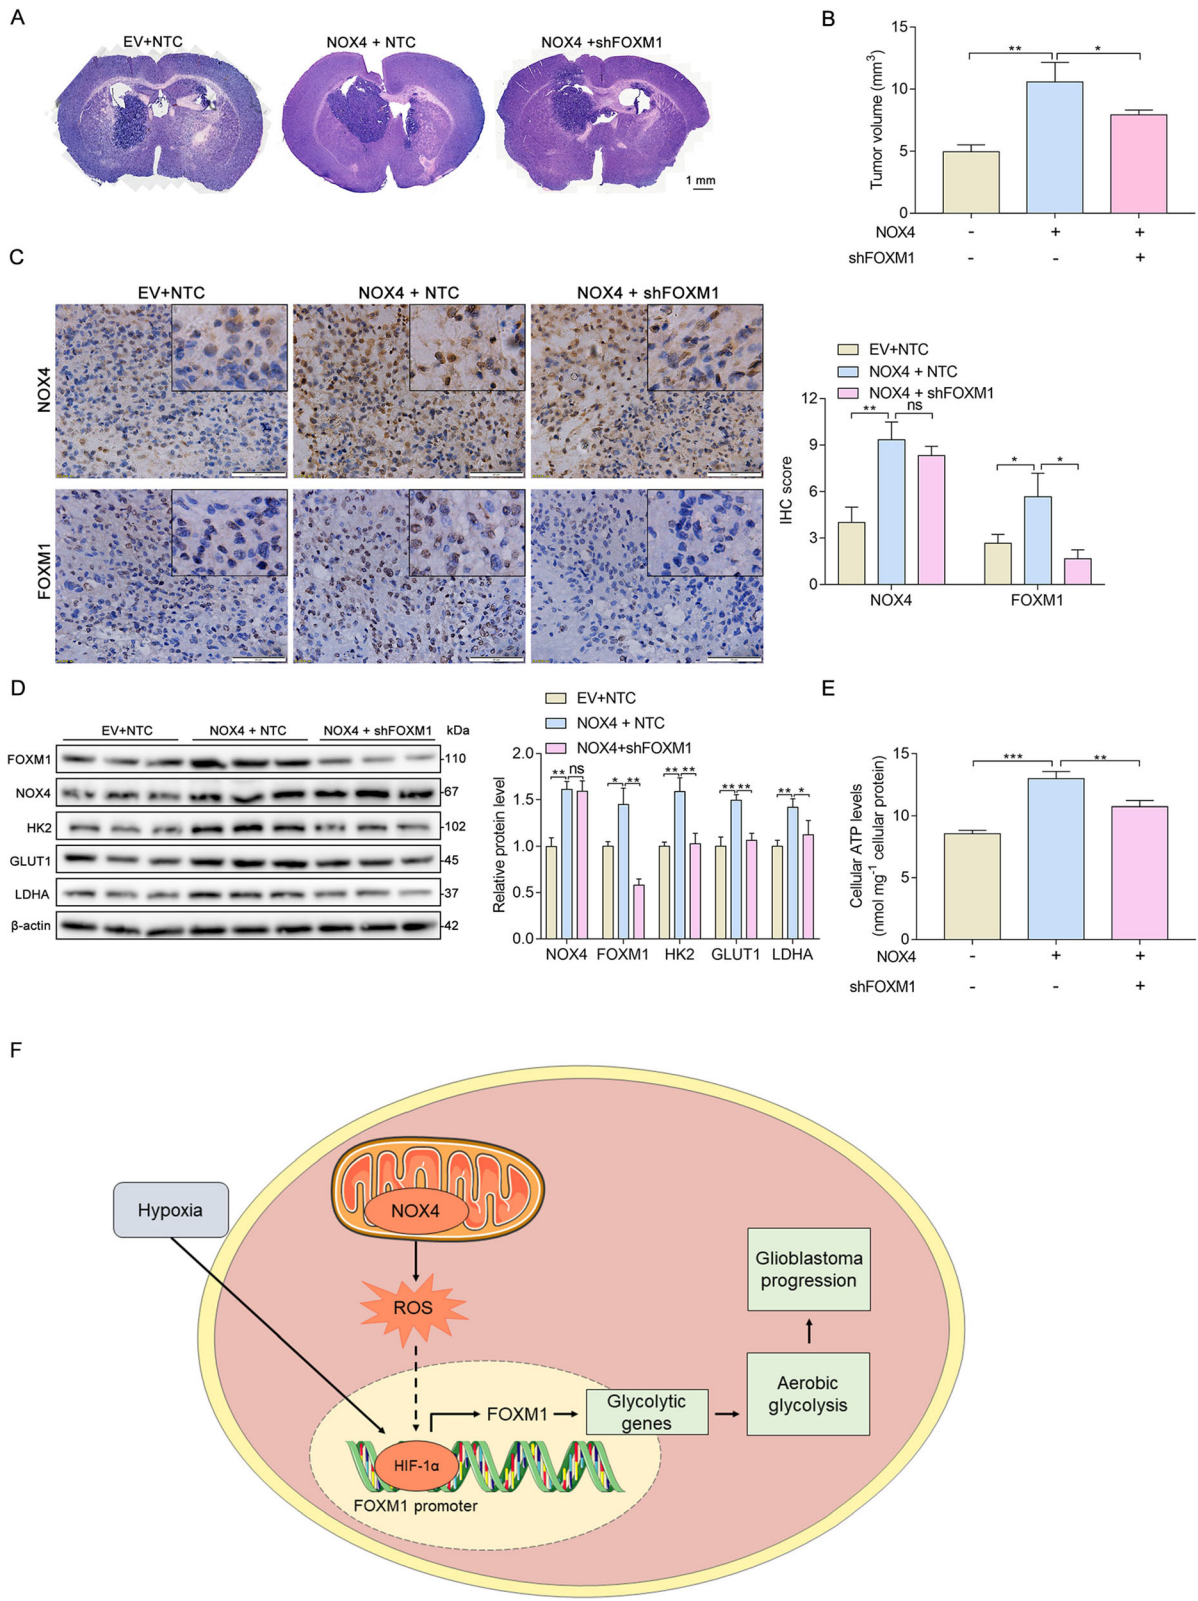 A
EV+NTC
NOX4 + NTC
NOX4 +shFOXM1
1 mm
B
15
10
5
0
Tumor volume (mm³)
**
*
NOX4
-
+
+
shFOXM1
-
-
+
C
EV+NTC
NOX4 + NTC
NOX4 + shFOXM1
NOX4
FOXM1
EV+NTC
NOX4 + NTC
NOX4 + shFOXM1
12
9
6
3
0
IHC score
**
ns
*
*
NOX4
FOXM1
D
EV+NTC
NOX4 + NTC
NOX4 + shFOXM1
kDa
FOXM1
-110
NOX4
-67
HK2
-102
GLUT1
-45
LDHA
-37
β-actin
-42
EV+NTC
NOX4 + NTC
NOX4+shFOXM1
2.0
1.5
1.0
0.5
0.0
Relative protein level
** ns
* **
** **
** **
** *
NOX4
FOXM1
HK2
GLUT1
LDHA
E
15
10
5
0
Cellular ATP levels
(nmol mg⁻¹ cellular protein)
***
**
NOX4
-
+
+
shFOXM1
-
-
+
F
Hypoxia
NOX4
ROS
HIF-1α
FOXM1 promoter
FOXM1
Glycolytic
genes
Aerobic
glycolysis
Glioblastoma
progression